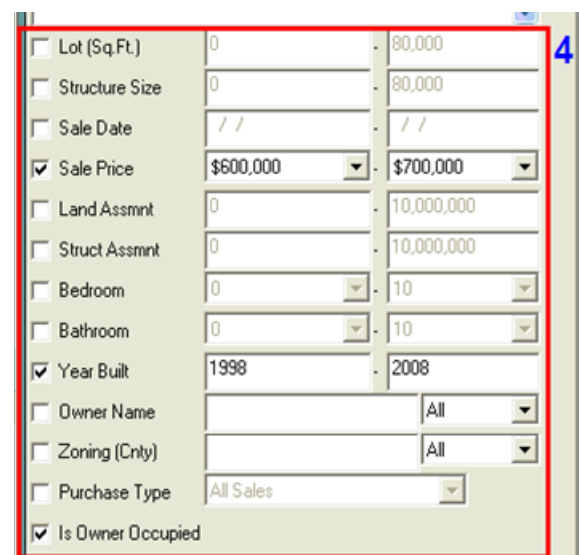 Lot (Sq.Ft.) 0 - 80,000
4
Structure Size 0 - 80,000
Sale Date / / - / /
Sale Price $600,000 - $700,000
Land Assmnt 0 - 10,000,000
Struct Assmnt 0 - 10,000,000
Bedroom 0 - 10
Bathroom 0 - 10
Year Built 1998 - 2008
Owner Name All
Zoning (Cnty) All
Purchase Type All Sales
Is Owner Occupied